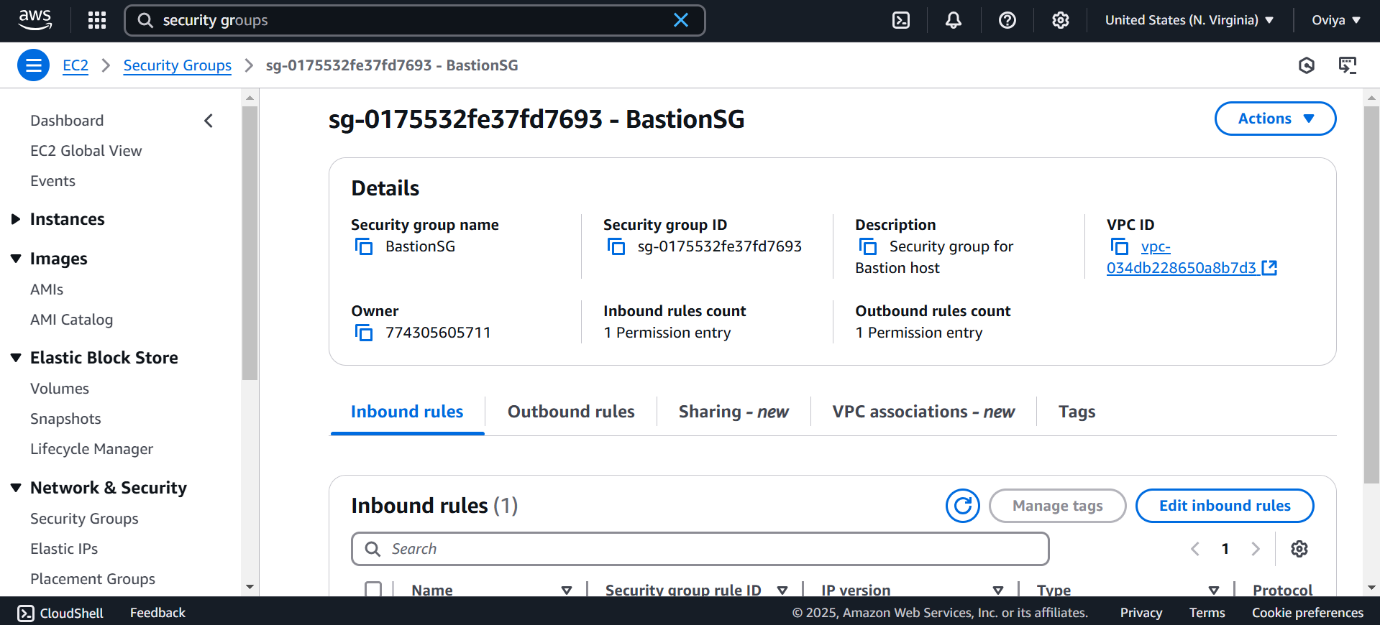 aws
security groups
United States (N. Virginia)
Oviya
EC2
Security Groups
sg-0175532fe37fd7693 - BastionSG
Dashboard
EC2 Global View
Events
Instances
Images
AMIs
AMI Catalog
Elastic Block Store
Volumes
Snapshots
Lifecycle Manager
Network & Security
Security Groups
Elastic IPs
Placement Groups
sg-0175532fe37fd7693 - BastionSG
Actions
Details
Security group name
BastionSG
Security group ID
sg-0175532fe37fd7693
Description
Security group for
Bastion host
VPC ID
vpc-
034db228650a8b7d3
Owner
774305605711
Inbound rules count
1 Permission entry
Outbound rules count
1 Permission entry
Inbound rules
Outbound rules
Sharing - new
VPC associations - new
Tags
Inbound rules (1)
Manage tags
Edit inbound rules
Search
1
Name
Security group rule ID
IP version
Type
Protocol
CloudShell
Feedback
© 2025, Amazon Web Services, Inc. or its affiliates.
Privacy
Terms
Cookie preferences